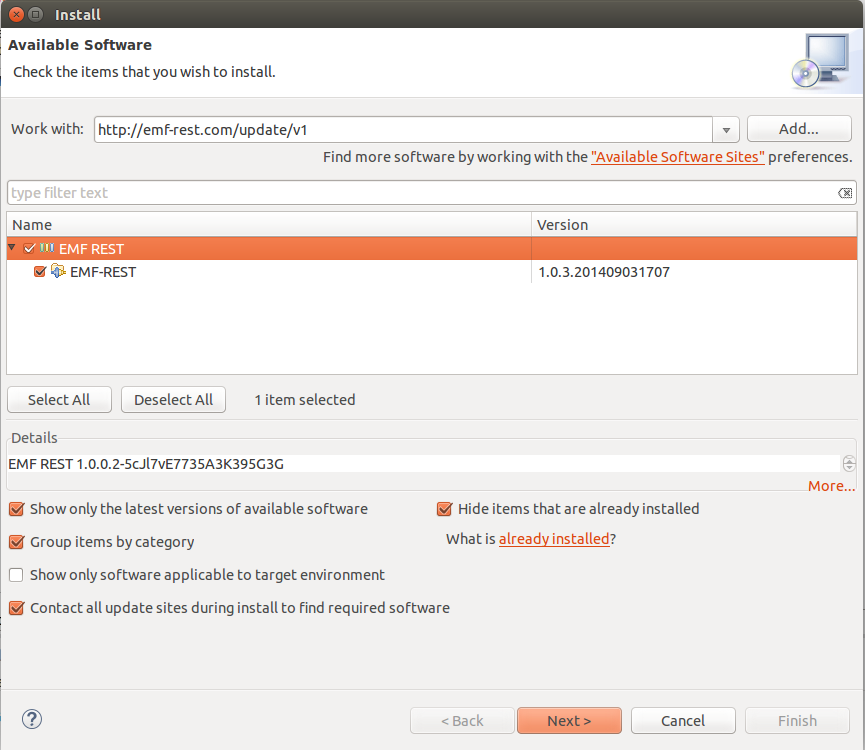 Install
Available Software
Check the items that you wish to install.
Work with: http://emf-rest.com/update/v1 Add...
Find more software by working with the "Available Software Sites" preferences.
type filter text
Name Version
EMF REST
EMF-REST 1.0.3.201409031707
Select All Deselect All 1 item selected
Details
EMF REST 1.0.0.2-5cJl7vE7735A3K395G3G
More...
Show only the latest versions of available software Hide items that are already installed
Group items by category What is already installed?
Show only software applicable to target environment
Contact all update sites during install to find required software
? < Back Next > Cancel Finish